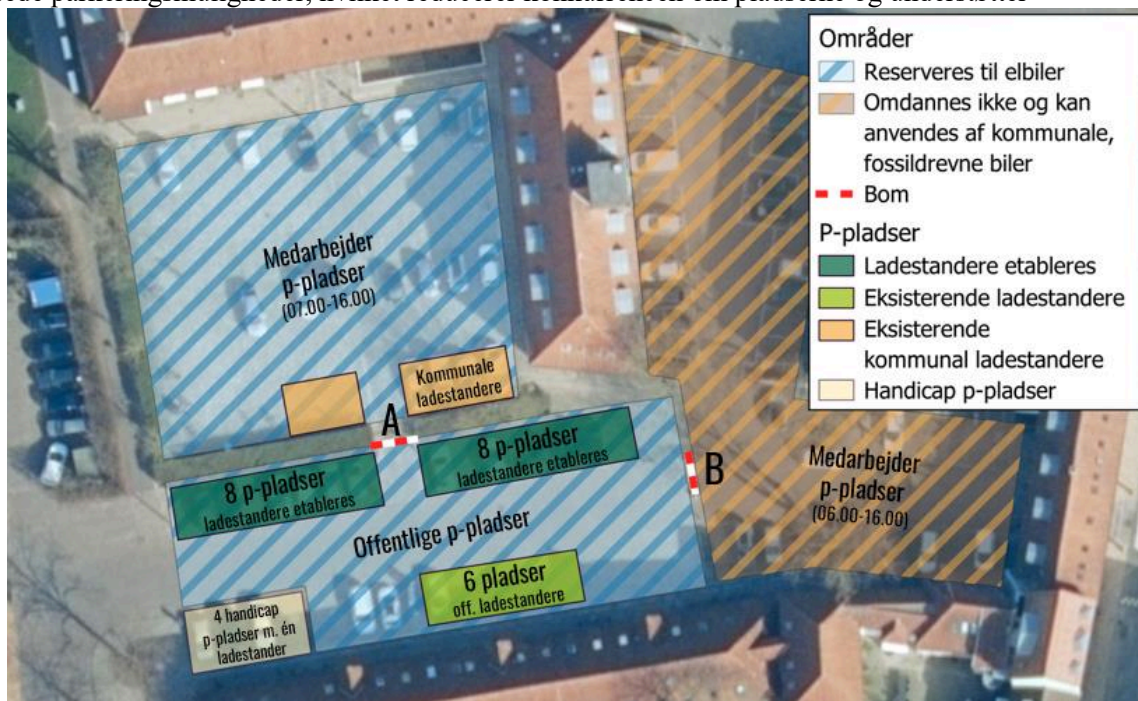 Områder
Reserveres til elbiler
Omdannes ikke og kan
anvendes af kommunale,
fossildrevne biler
Bom
P-pladser
Ladestandere etableres
Eksisterende ladestandere
Eksisterende
kommunal ladestandere
Handicap p-pladser
Medarbejder
p-pladser
(07.00-16.00)
Kommunale
ladestandere
A
8 p-pladser
ladestandere etableres
8 p-pladser
ladestandere etableres
B
Medarbejder
p-pladser
(06.00-16.00)
Offentlige p-pladser
6 pladser
off. ladestandere
4 handicap
p-pladser m. én
ladestander